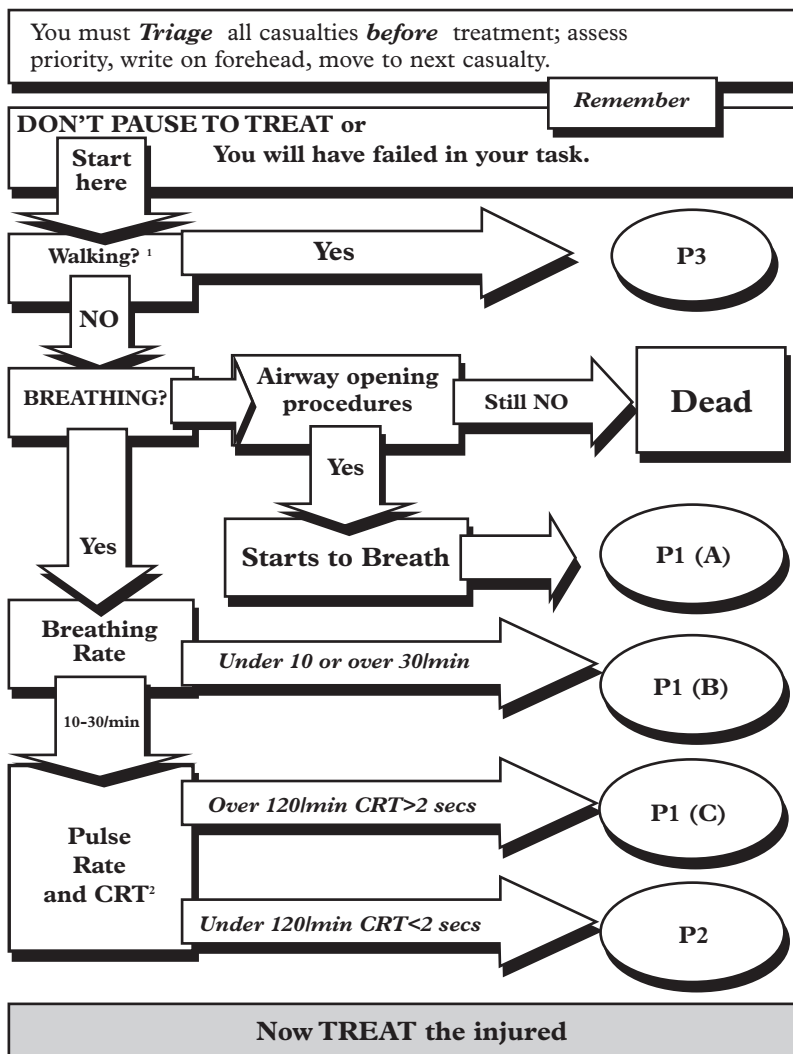 You must Triage all casualties before treatment; assess
priority, write on forehead, move to next casualty.
Remember
DON'T PAUSE TO TREAT or
You will have failed in your task.
Start
here
Walking? ¹
Yes
P3
NO
BREATHING?
Airway opening
procedures
Still NO
Dead
Yes
Yes
Starts to Breath
P1 (A)
Breathing
Rate
Under 10 or over 30/min
P1 (B)
10-30/min
Over 120/min CRT>2 secs
P1 (C)
Pulse
Rate
and CRT²
Under 120/min CRT<2 secs
P2
Now TREAT the injured